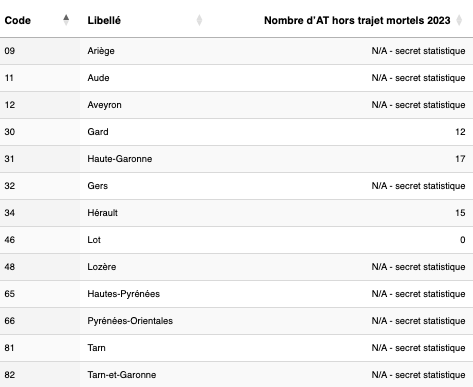 Code Libellé Nombre d'AT hors trajet mortels 2023
09 Ariège N/A - secret statistique
11 Aude N/A - secret statistique
12 Aveyron N/A - secret statistique
30 Gard 12
31 Haute-Garonne 17
32 Gers N/A - secret statistique
34 Hérault 15
46 Lot 0
48 Lozère N/A - secret statistique
65 Hautes-Pyrénées N/A - secret statistique
66 Pyrénées-Orientales N/A - secret statistique
81 Tarn N/A - secret statistique
82 Tarn-et-Garonne N/A - secret statistique